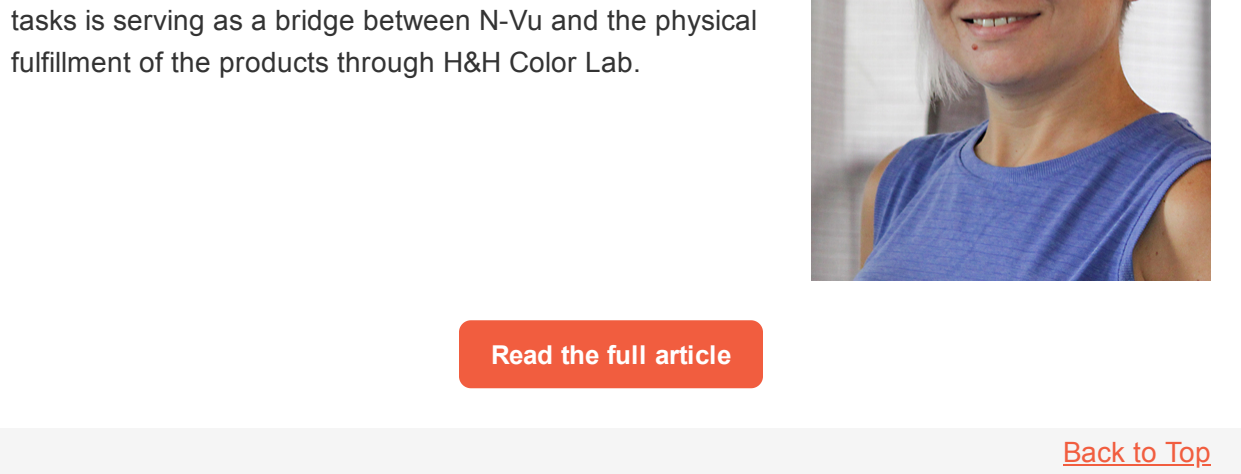 tasks is serving as a bridge between N-Vu and the physical
fulfillment of the products through H&H Color Lab.
Read the full article
Back to Top